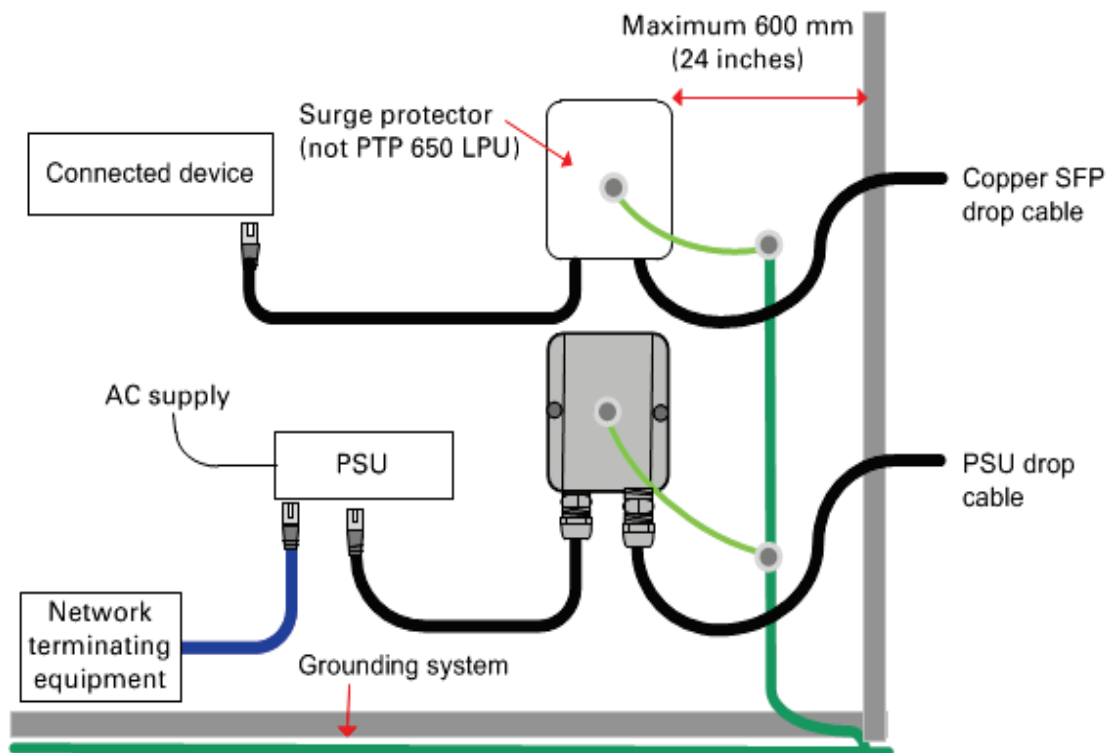 Maximum 600 mm
(24 inches)
Surge protector
(not PTP 650 LPU)
Connected device
Copper SFP
drop cable
AC supply
PSU
PSU drop
cable
Network
terminating
equipment
Grounding system